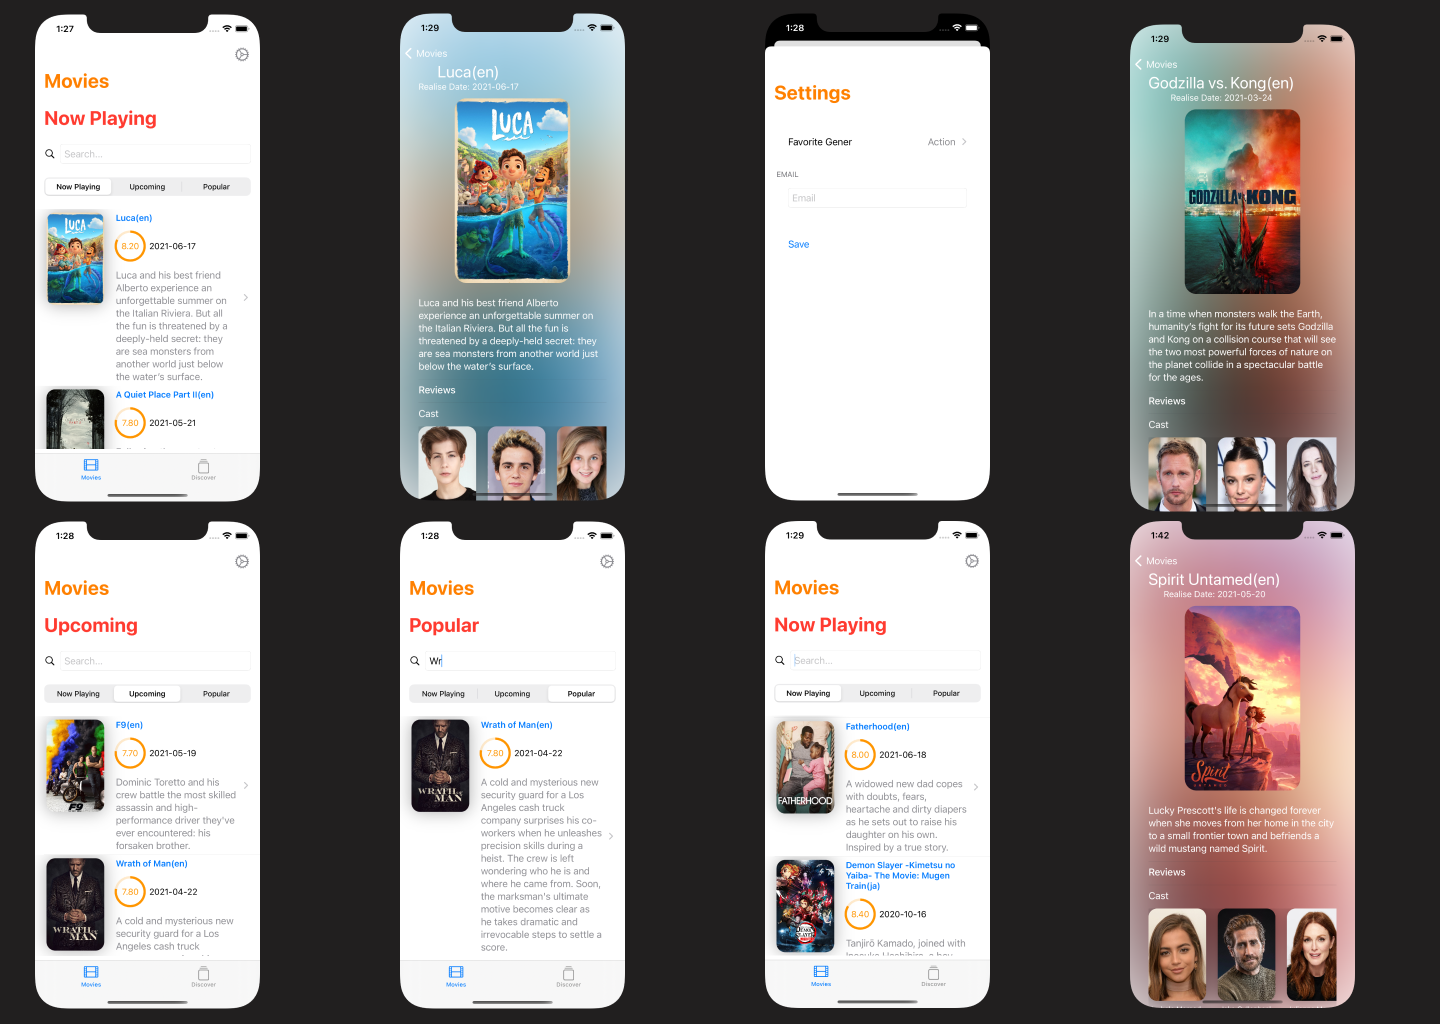 1:27
Movies
Now Playing
Search...
Now Playing
Upcoming
Popular
LUCA
Luca(en)
8.20
2021-06-17
Luca and his best friend
Alberto experience an
unforgettable summer on
the Italian Riviera. But all
the fun is threatened by a
deeply-held secret: they
are sea monsters from
another world just below
the water's surface.
A Quiet Place Part II(en)
7.80
2021-05-21
Movies
Discover
1:29
Movies
Luca(en)
Realise Date: 2021-06-17
LUCA
Luca and his best friend Alberto
experience an unforgettable summer on
the Italian Riviera. But all the fun is
threatened by a deeply-held secret: they
are sea monsters from another world just
below the water's surface.
Reviews
Cast
1:28
Settings
Favorite Gener
Action
EMAIL
Email
Save
1:29
Movies
Godzilla vs. Kong(en)
Realise Date: 2021-03-24
GODZILLA VS KONG
In a time when monsters walk the Earth,
humanity's fight for its future sets Godzilla
and Kong on a collision course that will see
the two most powerful forces of nature on
the planet collide in a spectacular battle
for the ages.
Reviews
Cast
1:28
Movies
Upcoming
Search...
Now Playing
Upcoming
Popular
F9
F9(en)
7.70
2021-05-19
Dominic Toretto and his
crew battle the most skilled
assassin and high-
performance driver they've
ever encountered: his
forsaken brother.
WRATH OF MAN
Wrath of Man(en)
7.80
2021-04-22
A cold and mysterious new
security guard for a Los
Angeles cash truck
Movies
Discover
1:28
Movies
Popular
Wr
Now Playing
Upcoming
Popular
WRATH OF MAN
Wrath of Man(en)
7.80
2021-04-22
A cold and mysterious new
security guard for a Los
Angeles cash truck
company surprises his co-
workers when he unleashes
precision skills during a
heist. The crew is left
wondering who he is and
where he came from. Soon,
the marksman's ultimate
motive becomes clear as
he takes dramatic and
irrevocable steps to settle a
score.
Movies
Discover
1:29
Movies
Now Playing
Search...
Now Playing
Upcoming
Popular
FATHERHOOD
Fatherhood(en)
8.00
2021-06-18
A widowed new dad copes
with doubts, fears,
heartache and dirty diapers
as he sets out to raise his
daughter on his own.
Inspired by a true story.
Demon Slayer -Kimetsu no
Yaiba- The Movie: Mugen
Train(ja)
8.40
2020-10-16
Tanjirō Kamado, joined with
Movies
Discover
1:42
Movies
Spirit Untamed(en)
Realise Date: 2021-05-20
Spirit
Lucky Prescott's life is changed forever
when she moves from her home in the city
to a small frontier town and befriends a
wild mustang named Spirit.
Reviews
Cast